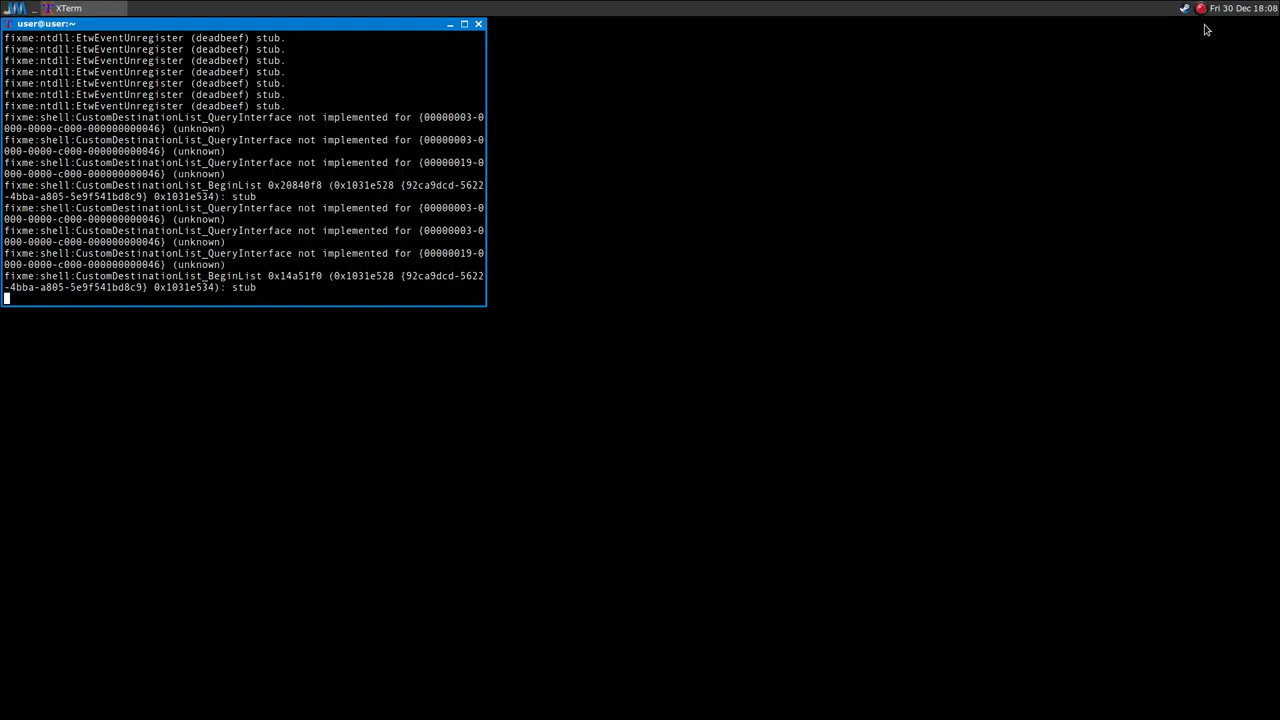 _ XTerm Fri 30 Dec 18:08
user@user:~
fixme:ntdll:EtwEventUnregister (deadbeef) stub.
fixme:ntdll:EtwEventUnregister (deadbeef) stub.
fixme:ntdll:EtwEventUnregister (deadbeef) stub.
fixme:ntdll:EtwEventUnregister (deadbeef) stub.
fixme:ntdll:EtwEventUnregister (deadbeef) stub.
fixme:ntdll:EtwEventUnregister (deadbeef) stub.
fixme:ntdll:EtwEventUnregister (deadbeef) stub.
fixme:shell:CustomDestinationList_QueryInterface not implemented for {00000003-0
000-0000-c000-000000000046} (unknown)
fixme:shell:CustomDestinationList_QueryInterface not implemented for {00000003-0
000-0000-c000-000000000046} (unknown)
fixme:shell:CustomDestinationList_QueryInterface not implemented for {00000019-0
000-0000-c000-000000000046} (unknown)
fixme:shell:CustomDestinationList_BeginList 0x20840f8 (0x1031e528 {92ca9dcd-5622
-4bba-a805-5e9f541bd8c9} 0x1031e534): stub
fixme:shell:CustomDestinationList_QueryInterface not implemented for {00000003-0
000-0000-c000-000000000046} (unknown)
fixme:shell:CustomDestinationList_QueryInterface not implemented for {00000003-0
000-0000-c000-000000000046} (unknown)
fixme:shell:CustomDestinationList_QueryInterface not implemented for {00000019-0
000-0000-c000-000000000046} (unknown)
fixme:shell:CustomDestinationList_BeginList 0x14a51f0 (0x1031e528 {92ca9dcd-5622
-4bba-a805-5e9f541bd8c9} 0x1031e534): stub